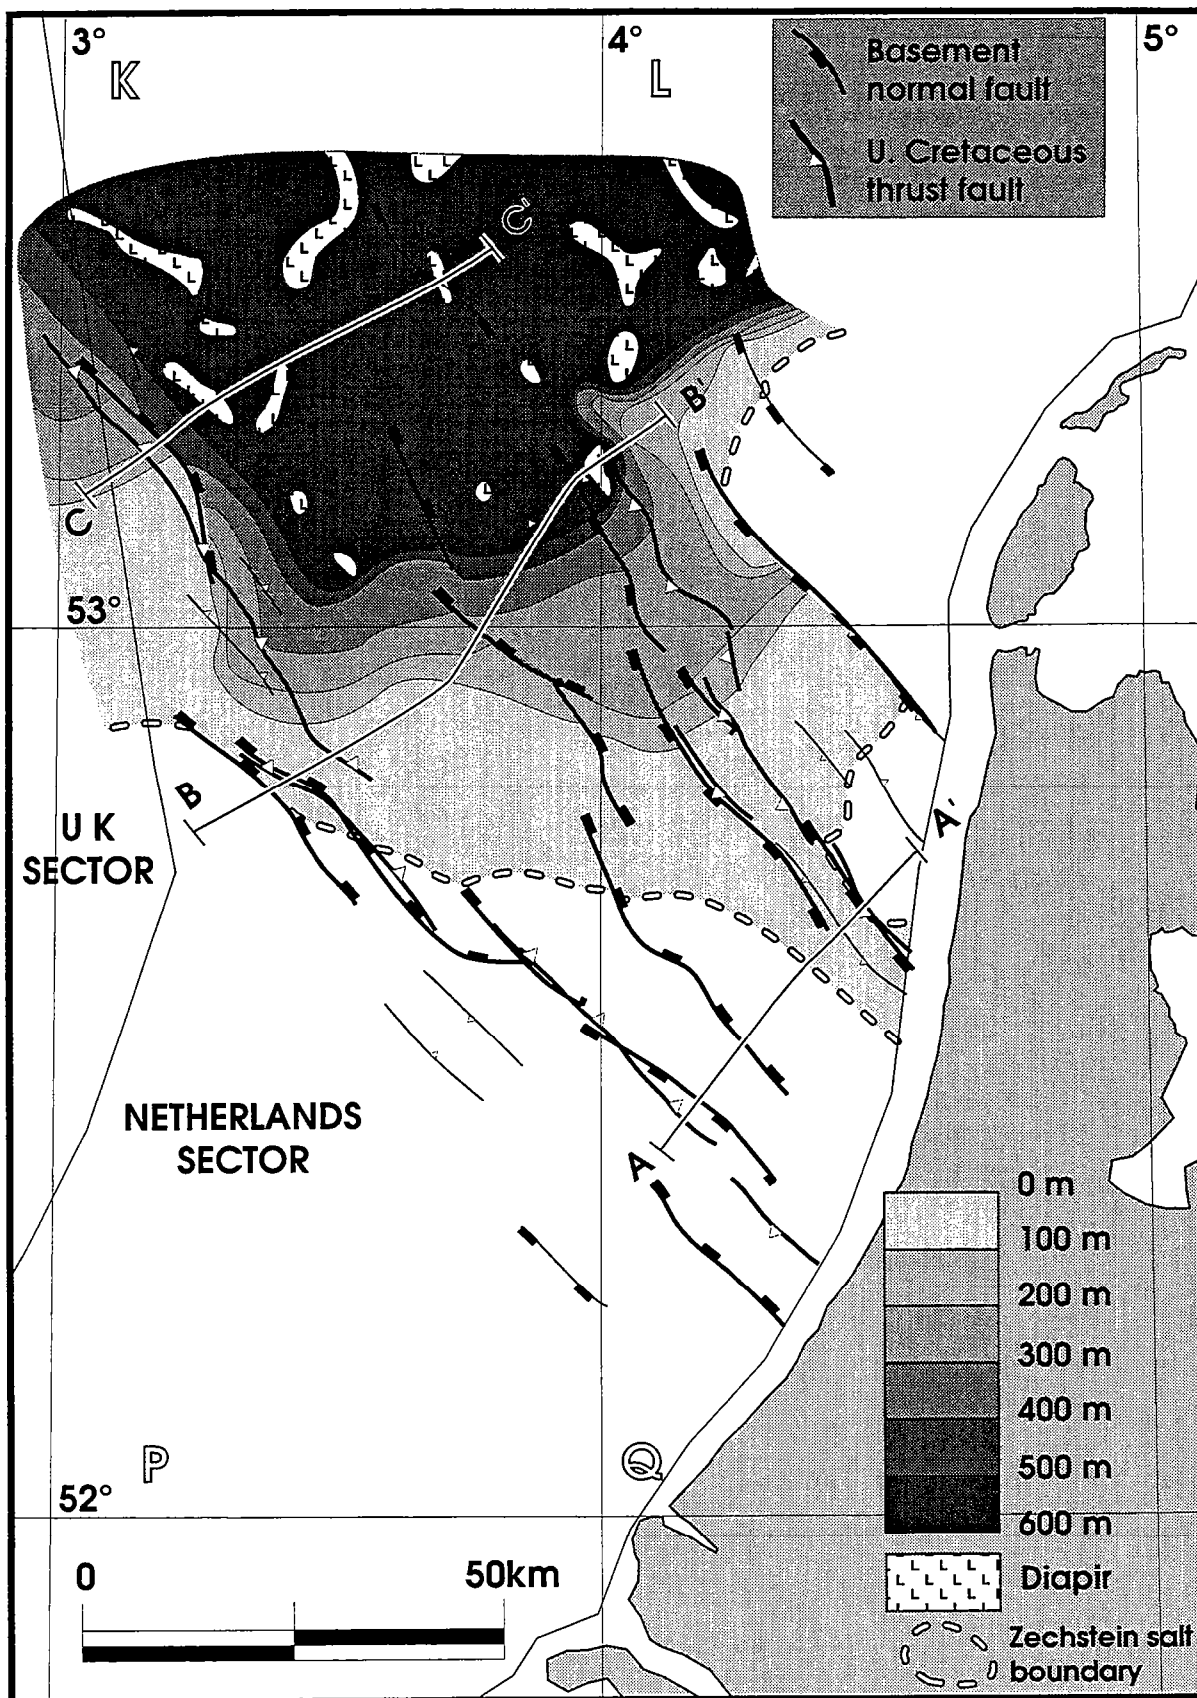 3°
4°
5°
K
L
Basement
normal fault
U. Cretaceous
thrust fault
C'
B'
C
53°
B
A'
U K
SECTOR
NETHERLANDS
SECTOR
A
0 m
100 m
200 m
300 m
400 m
500 m
600 m
P
Q
52°
0
50km
Diapir
Zechstein salt
boundary